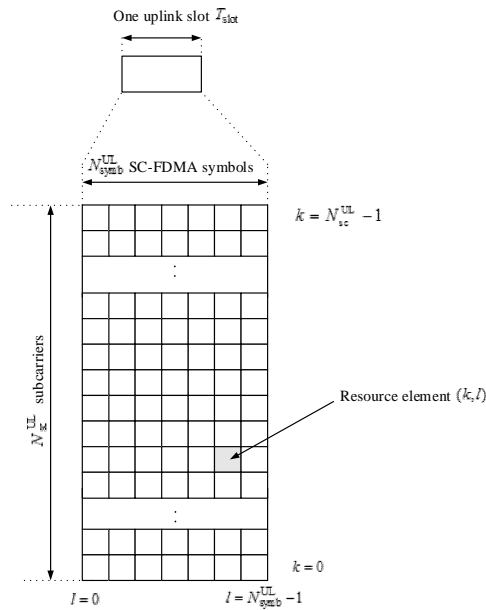 One uplink slot T_slot
N_symb^UL SC-FDMA symbols
k = N_sc^UL − 1
:
N_sc^UL subcarriers
Resource element (k,l)
:
k = 0
l = 0
l = N_symb^UL − 1